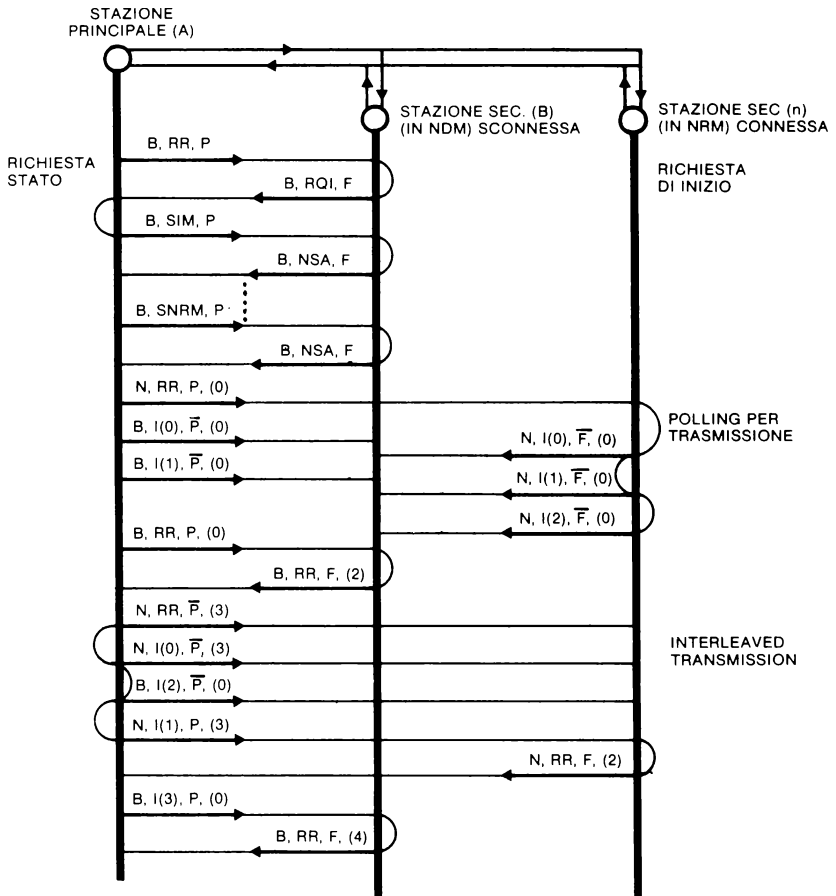 STAZIONE
PRINCIPALE (A)
STAZIONE SEC. (B)
(IN NDM) SCONNESSA
STAZIONE SEC (n)
(IN NRM) CONNESSA
RICHIESTA
STATO
B, RR, P
RICHIESTA
DI INIZIO
B, RQI, F
B, SIM, P
B, NSA, F
B, SNRM, P
B, NSA, F
N, RR, P, (0)
B, I(0), P̅, (0)
POLLING PER
TRASMISSIONE
N, I(0), F̅, (0)
B, I(1), P̅, (0)
N, I(1), F̅, (0)
N, I(2), F̅, (0)
B, RR, P, (0)
B, RR, F, (2)
N, RR, P̅, (3)
N, I(0), P̅, (3)
INTERLEAVED
TRANSMISSION
B, I(2), P̅, (0)
N, I(1), P, (3)
N, RR, F, (2)
B, I(3), P, (0)
B, RR, F, (4)